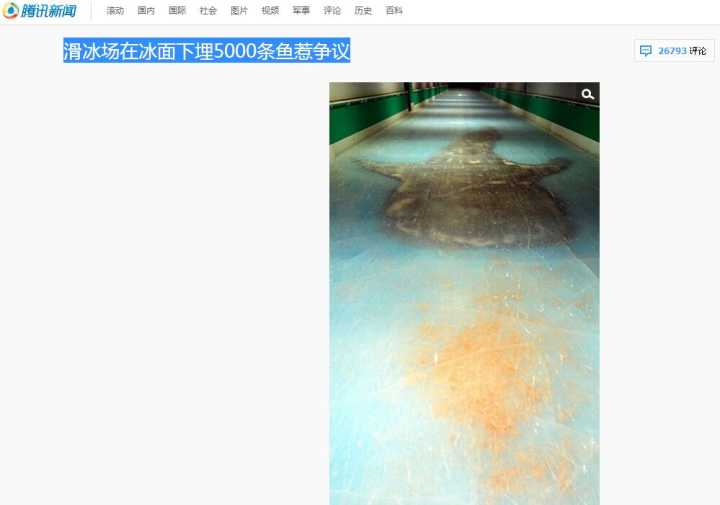 腾讯新闻
滚动 国内 国际 社会 图片 视频 军事 评论 历史 百科
滑冰场在冰面下埋5000条鱼惹争议
26793 评论